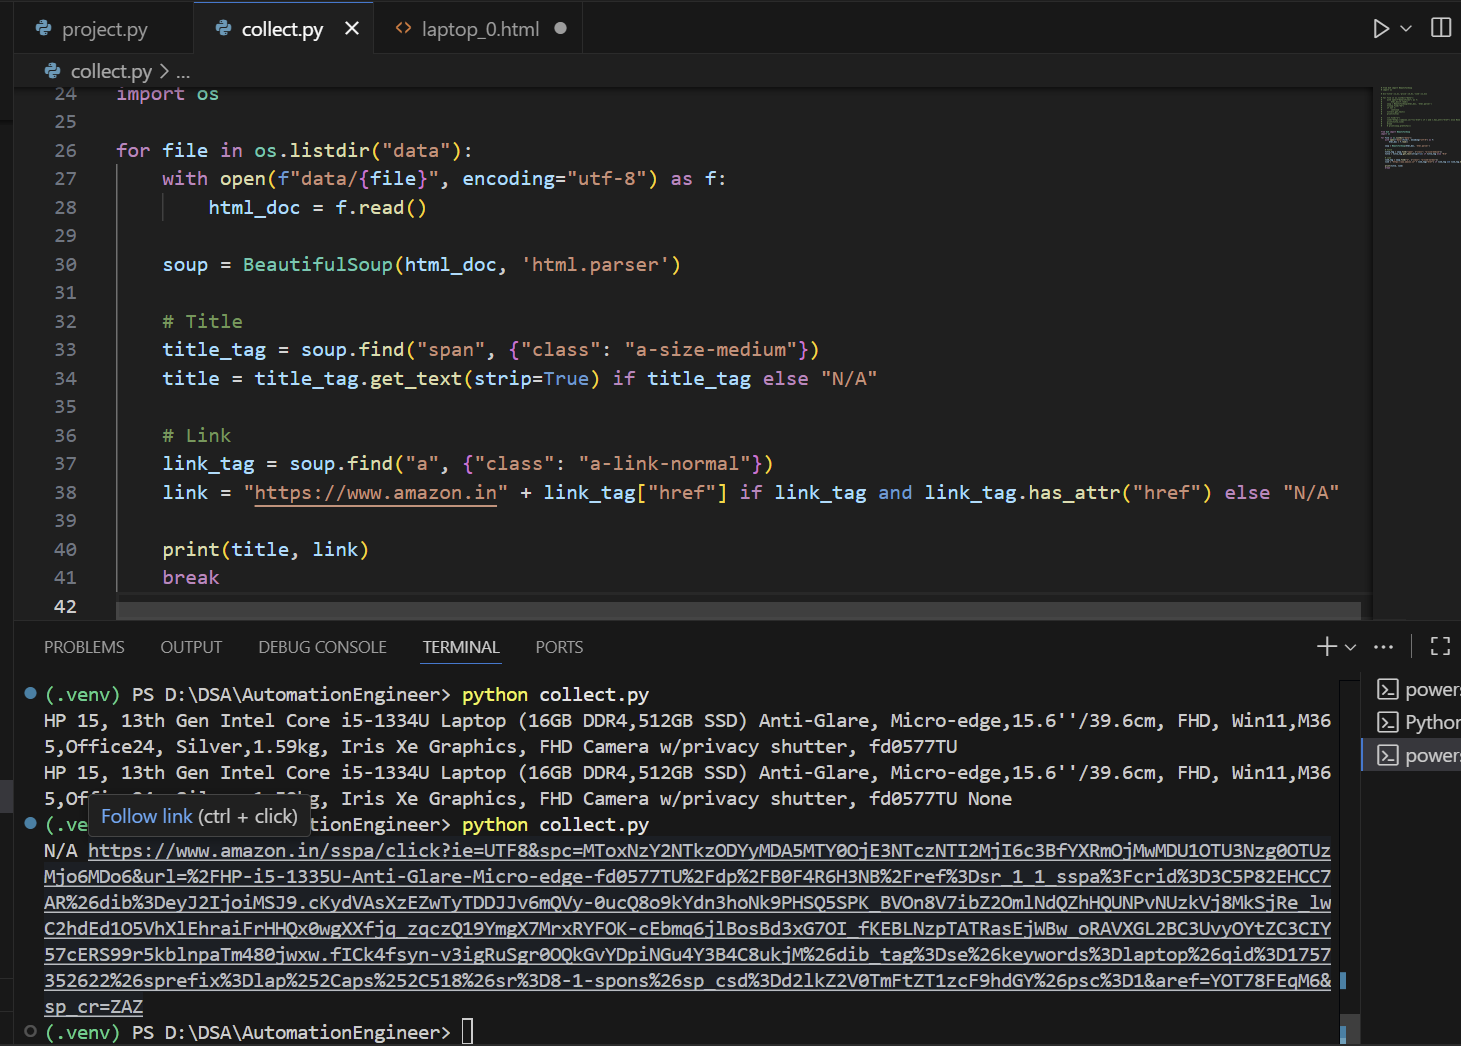 project.py
collect.py
laptop_0.html
collect.py > ...
24 import os
25
26 for file in os.listdir("data"):
27 with open(f"data/{file}", encoding="utf-8") as f:
28 html_doc = f.read()
29
30 soup = BeautifulSoup(html_doc, 'html.parser')
31
32 # Title
33 title_tag = soup.find("span", {"class": "a-size-medium"})
34 title = title_tag.get_text(strip=True) if title_tag else "N/A"
35
36 # Link
37 link_tag = soup.find("a", {"class": "a-link-normal"})
38 link = "https://www.amazon.in" + link_tag["href"] if link_tag and link_tag.has_attr("href") else "N/A"
39
40 print(title, link)
41 break
42
PROBLEMS OUTPUT DEBUG CONSOLE TERMINAL PORTS
(.venv) PS D:\DSA\AutomationEngineer> python collect.py
HP 15, 13th Gen Intel Core i5-1334U Laptop (16GB DDR4,512GB SSD) Anti-Glare, Micro-edge,15.6''/39.6cm, FHD, Win11,M36
5,Office24, Silver,1.59kg, Iris Xe Graphics, FHD Camera w/privacy shutter, fd0577TU
HP 15, 13th Gen Intel Core i5-1334U Laptop (16GB DDR4,512GB SSD) Anti-Glare, Micro-edge,15.6''/39.6cm, FHD, Win11,M36
g, Iris Xe Graphics, FHD Camera w/privacy shutter, fd0577TU None
Follow link (ctrl + click)
(.ve tionEngineer> python collect.py
N/A https://www.amazon.in/sspa/click?ie=UTF8&spc=MToxNzY2NTkzODYyMDA5MTY0OjE3NTczNTI2MjI6c3BfYXRmOjMwMDU1OTU3Nzg0OTUz
Mjo6MDo6&url=%2FHP-i5-1335U-Anti-Glare-Micro-edge-fd0577TU%2Fdp%2FB0F4R6H3NB%2Fref%3Dsr_1_1_sspa%3Fcrid%3D3C5P82EHCC7
AR%26dib%3DeyJ2IjoiMSJ9.cKydVAsXzEZwTyTDDJJv6mQVy-0ucQ8o9kYdn3hoNk9PHSQ5SPK_BVOn8V7ibZ2OmlNdQZhHQUNPvNUzkVj8MkSjRe_lw
C2hdEd1O5VhXlEhraiFrHHQx0wgXXfjq_zqczQ19YmgX7MrxRYFOK-cEbmq6jlBosBd3xG7OI_fKEBLNzpTATRasEjWBw_oRAVXGL2BC3UvyOYtZC3CIY
57cERS99r5kblnpaTm480jwxw.fICk4fsyn-v3igRuSgr0OQkGvYDpiNGu4Y3B4C8ukjM%26dib_tag%3Dse%26keywords%3Dlaptop%26qid%3D1757
352622%26sprefix%3Dlap%252Caps%252C518%26sr%3D8-1-spons%26sp_csd%3Dd2lkZ2V0TmFtZT1zcF9hdGY%26psc%3D1&aref=YOT78FEqM6&
sp_cr=ZAZ
(.venv) PS D:\DSA\AutomationEngineer>
powers
Python
powers